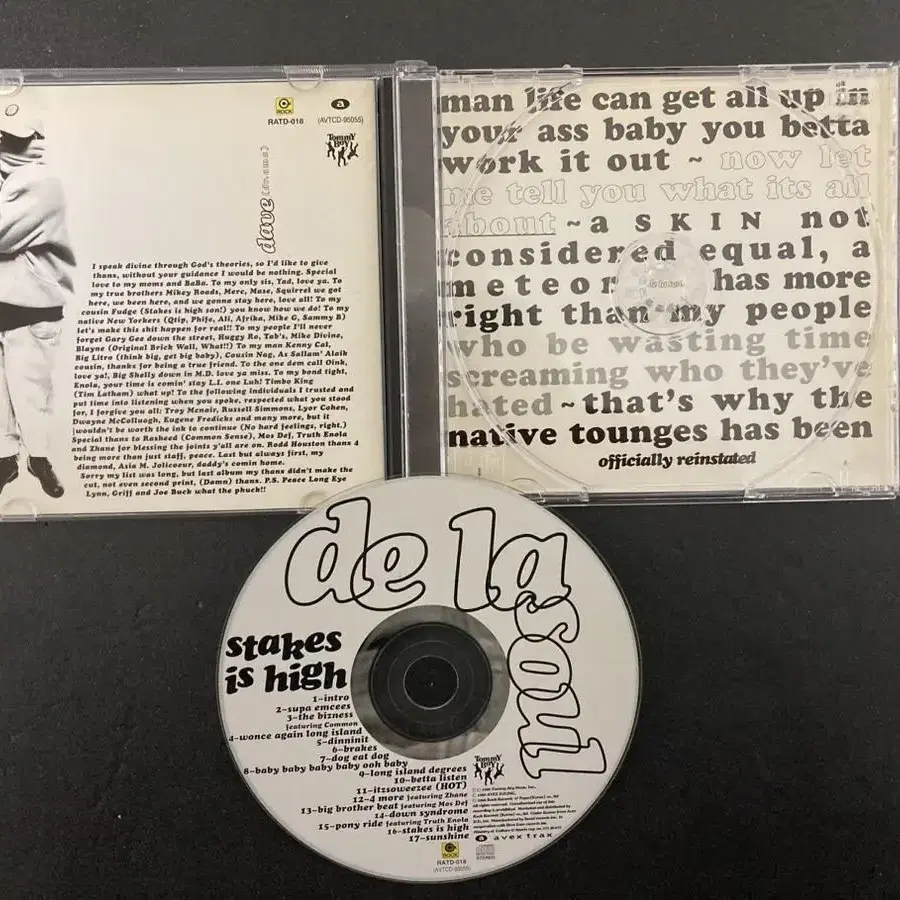 ROCK
RATD-018
a
(AVTCD-95055)
Tommy
Boy
dave
I speak divine through God's theories, so I'd like to give
thans, without your guidance I would be nothing. Special
love to my moms and BaBa. To my only sis, Yad, love ya. To
my true brothers Mikey Roads, Merc, Mase, Squirrel we got
here, we been here, and we gonna stay here, love all! To my
cousin Fudge (Stakes is high son!) you know how we do! To my
native New Yorkers (Qtip, Phife, Ali, Afrika, Mike G, Sammy B)
let's make this shit happen for real!! To my people I'll never
forget Gary Gee down the street, Huggy Ro, Tab's, Mike Divine,
Blayne (Original Brick Wall, What!!) To my man Kenny Cal,
Big Litro (think big, get big baby), Cousin Nag, As Sallam' Alaik
cousin, thanks for being a true friend. To the one dem call Oink,
love ya!, Big Shelly down in M.D. love ya miss. To my bond tight,
Enola, your time is comin' stay L.I. one Luh! Timbo King
(Tim Latham) what up! To the following individuals I trusted and
put time into listening when you spoke, respected what you stood
for, I forgive you all: Troy Menair, Russell Simmons, Lyor Cohen,
Dwayne McColluogh, Eugene Fredies and many more, but it
wouldn't be worth the ink to continue (No hard feelings, right.)
Special thans to Rasheed (Common Sense), Mos Def, Truth Enola
and Zhane for blessing the joints y'all are on. Rodd Houston thans 4
being more than just staff, peace. Last but always first, my
diamond, Asia M. Jolicoeur, daddy's comin home.
Sorry my list was long, but last album my thans didn't make the
cut, not even second print, (Damn) thans. P.S. Peace Long Eye
Lynn, Griff and Joe Buck what the phuck!!
man life can get all up in
your ass baby you betta
work it out ~ now let
me tell you what its all
about ~a SKIN not
considered equal, a
meteor has more
right than my people
who be wasting time
screaming who they've
hated ~ that's why the
native tounges has been
officially reinstated
de la soul
stakes
is high
1-intro
2-supa emcees
3-the bizness
featuring Common
4-wonce again long island
5-dinninit
6-brakes
7-dog eat dog
8-baby baby baby baby ooh baby
9-long island degrees
10-betta listen
11-itzsoweezee (HOT)
12-4 more featuring Zhane
13-big brother beat featuring Mos Def
14-down syndrome
15-pony ride featuring Truth Enola
16-stakes is high
17-sunshine
Tommy
Boy
a avex trax
ROCK
RATD-018
(AVTCD-95055)
STEREO